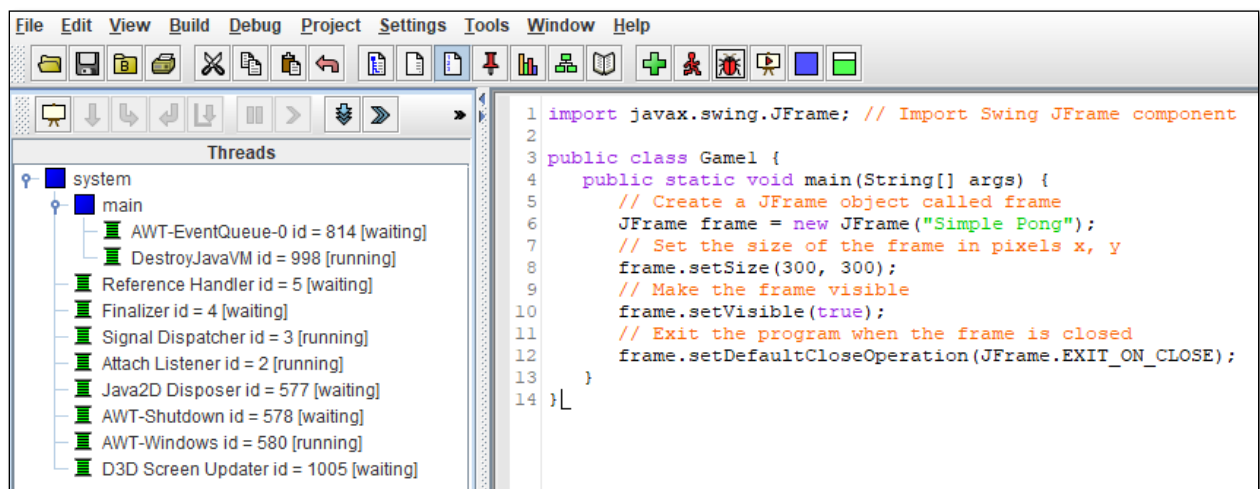 File Edit View Build Debug Project Settings Tools Window Help
Threads
system
main
AWT-EventQueue-0 id = 814 [waiting]
DestroyJavaVM id = 998 [running]
Reference Handler id = 5 [waiting]
Finalizer id = 4 [waiting]
Signal Dispatcher id = 3 [running]
Attach Listener id = 2 [running]
Java2D Disposer id = 577 [waiting]
AWT-Shutdown id = 578 [waiting]
AWT-Windows id = 580 [running]
D3D Screen Updater id = 1005 [waiting]
1 import javax.swing.JFrame; // Import Swing JFrame component
2
3 public class Game1 {
4    public static void main(String[] args) {
5       // Create a JFrame object called frame
6       JFrame frame = new JFrame("Simple Pong");
7       // Set the size of the frame in pixels x, y
8       frame.setSize(300, 300);
9       // Make the frame visible
10       frame.setVisible(true);
11       // Exit the program when the frame is closed
12       frame.setDefaultCloseOperation(JFrame.EXIT_ON_CLOSE);
13    }
14 }